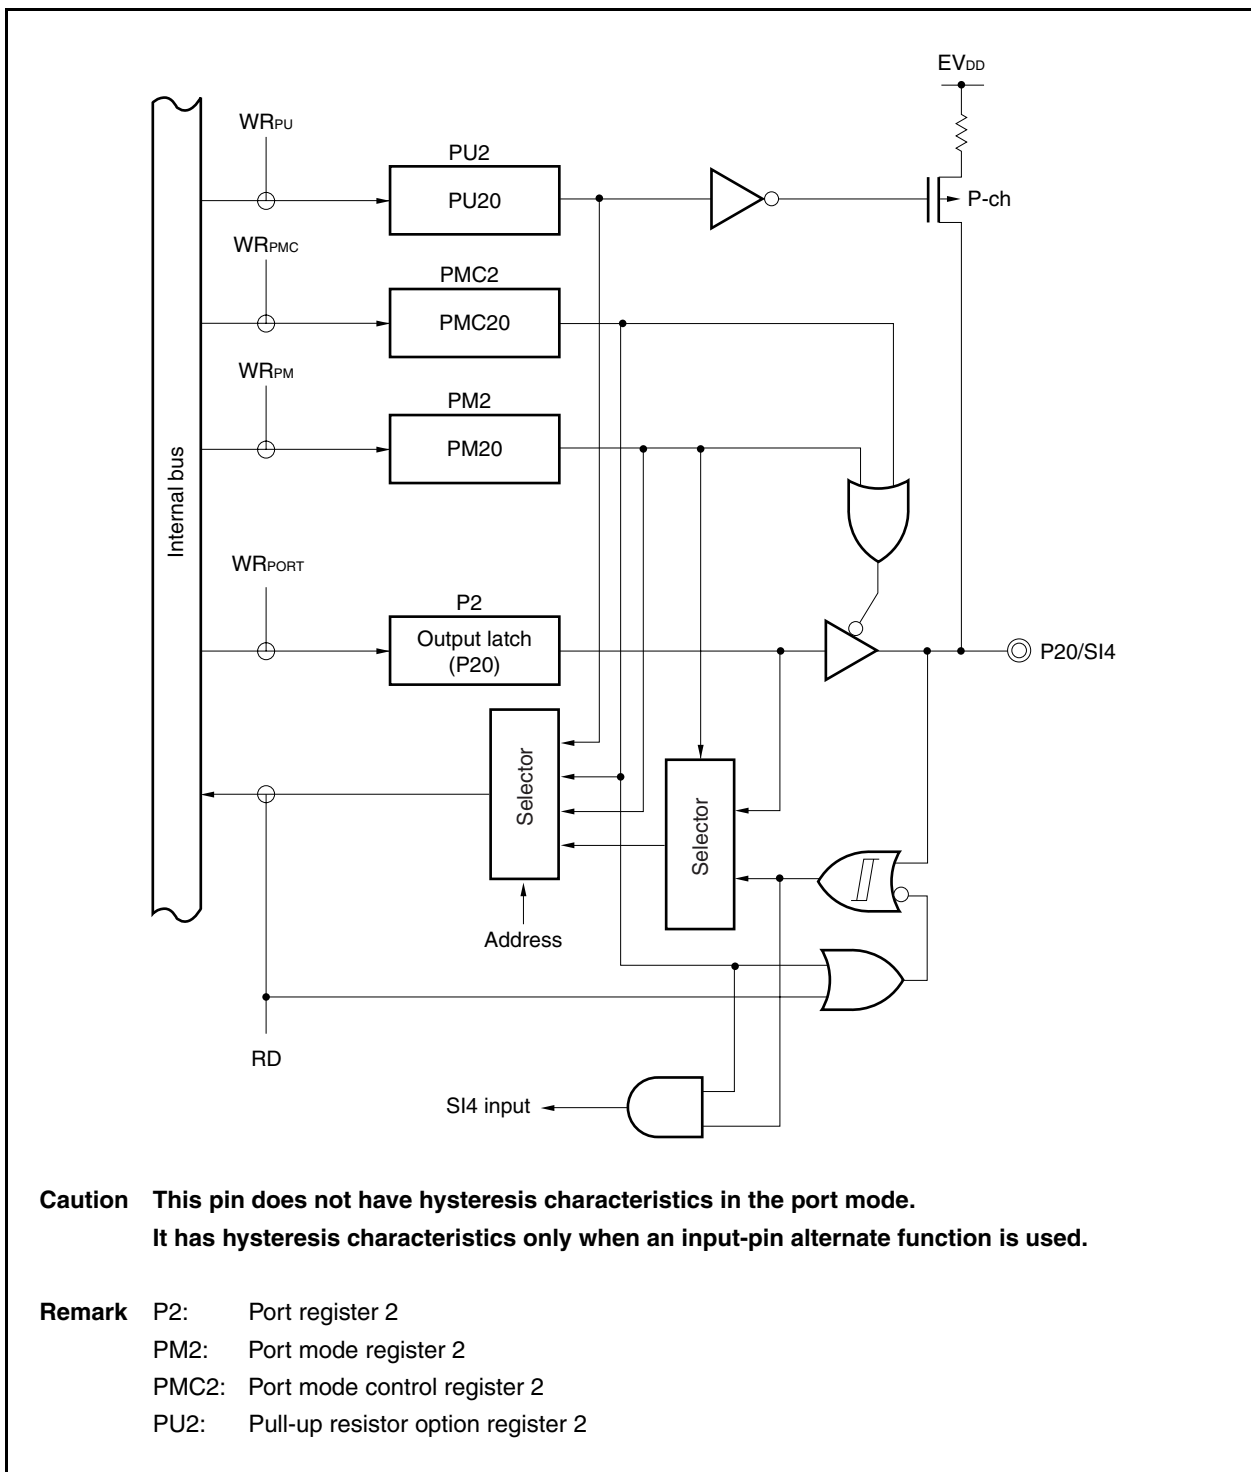 EVDD
WRPU
PU2
PU20
P-ch
WRPMC
PMC2
PMC20
WRPM
PM2
PM20
Internal bus
WRPORT
P2
Output latch
(P20)
P20/SI4
Selector
Selector
Address
RD
SI4 input
Caution This pin does not have hysteresis characteristics in the port mode.
It has hysteresis characteristics only when an input-pin alternate function is used.
Remark P2: Port register 2
PM2: Port mode register 2
PMC2: Port mode control register 2
PU2: Pull-up resistor option register 2